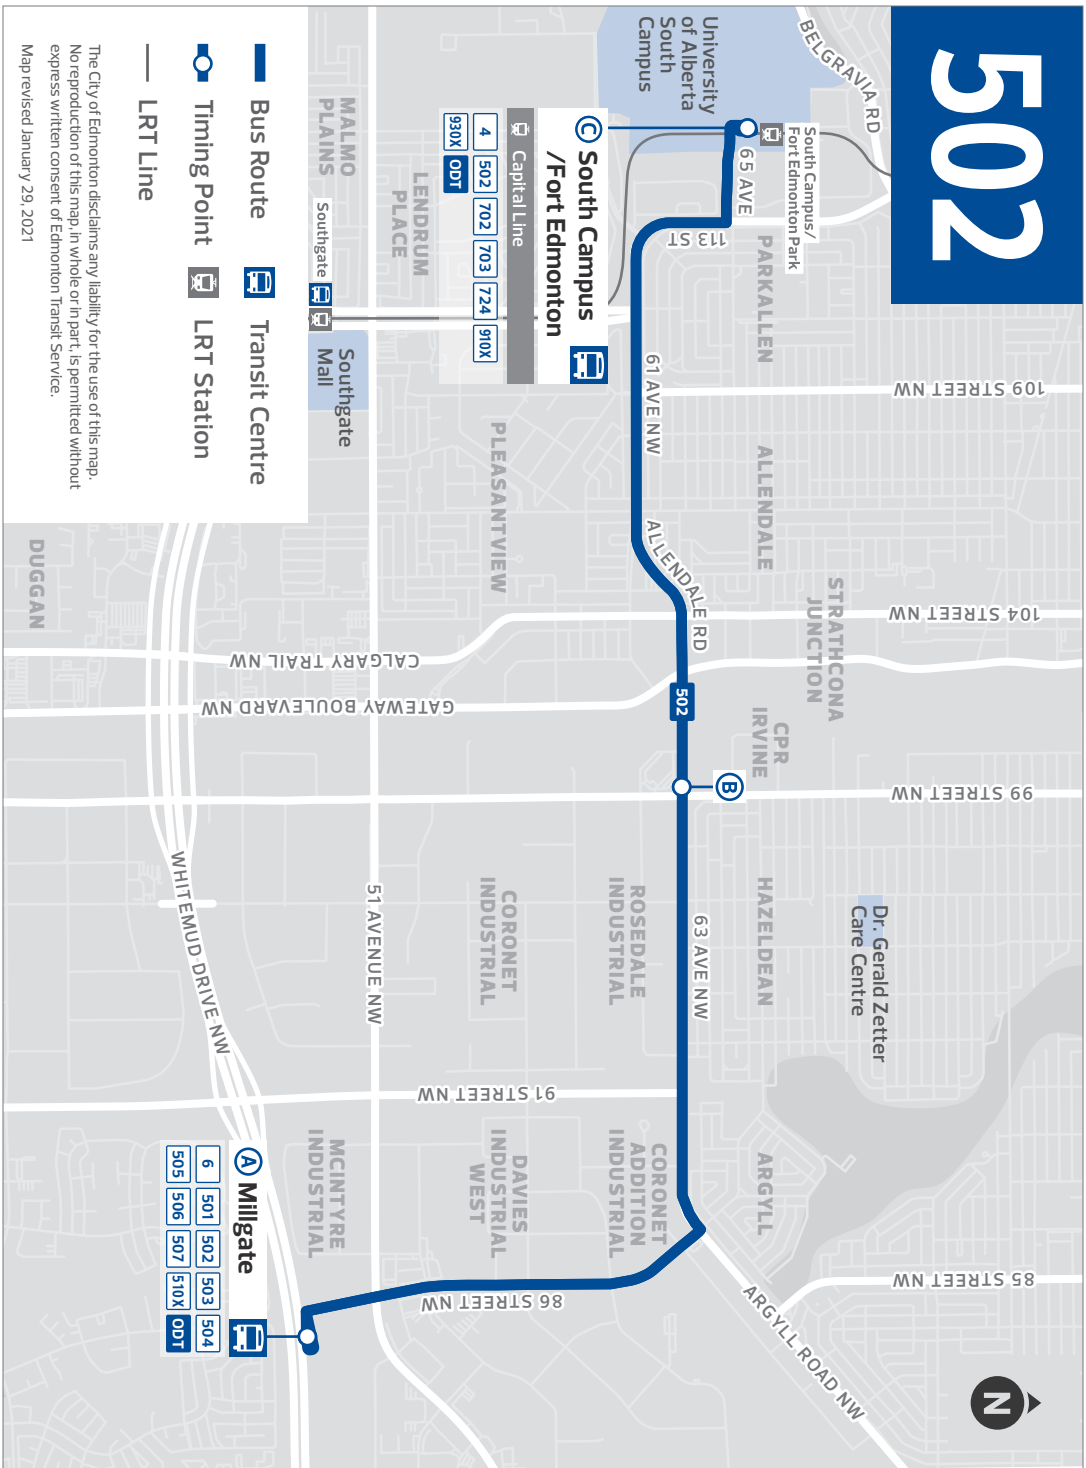 502
BELGRAVIA RD
University
of Alberta
South
Campus
South Campus/
Fort Edmonton Park
65 AVE
113 ST
PARKALLEN
109 STREET NW
61 AVE NW
ALLENDALE
ALLENDALE RD
104 STREET NW
STRATHCONA
JUNCTION
CPR
IRVINE
502
B
99 STREET NW
HAZELDEAN
Dr. Gerald Zetter
Care Centre
63 AVE NW
ROSEDALE
INDUSTRIAL
CORONET
INDUSTRIAL
ARGYLL
85 STREET NW
ARGYLL ROAD NW
N
C South Campus
/Fort Edmonton
Capital Line
4 502 702 703 724 910X
930X ODT
MALMO
PLAINS
LENDRUM
PLACE
Southgate
Southgate
Mall
PLEASANTVIEW
CALGARY TRAIL NW
GATEWAY BOULEVARD NW
51 AVENUE NW
WHITEMUD DRIVE NW
DUGGAN
91 STREET NW
CORONET
ADDITION
INDUSTRIAL
DAVIES
INDUSTRIAL
WEST
MCINTYRE
INDUSTRIAL
86 STREET NW
A Millgate
6 501 502 503 504
505 506 507 510X ODT
Bus Route
Transit Centre
Timing Point
LRT Station
LRT Line
The City of Edmonton disclaims any liability for the use of this map.
No reproduction of this map, in whole or in part, is permitted without
express written consent of Edmonton Transit Service.
Map revised January 29, 2021